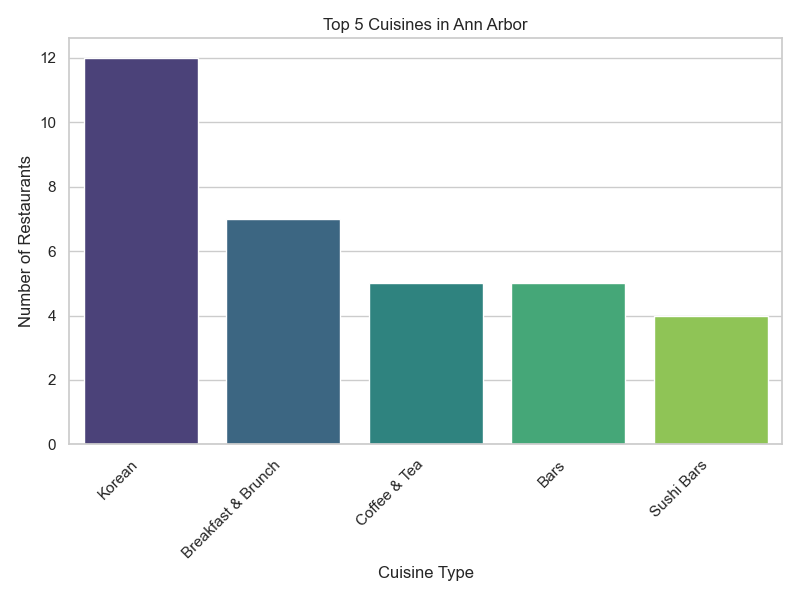 Top 5 Cuisines in Ann Arbor
Number of Restaurants
12
10
8
6
4
2
0
Korean
Breakfast & Brunch
Coffee & Tea
Bars
Sushi Bars
Cuisine Type